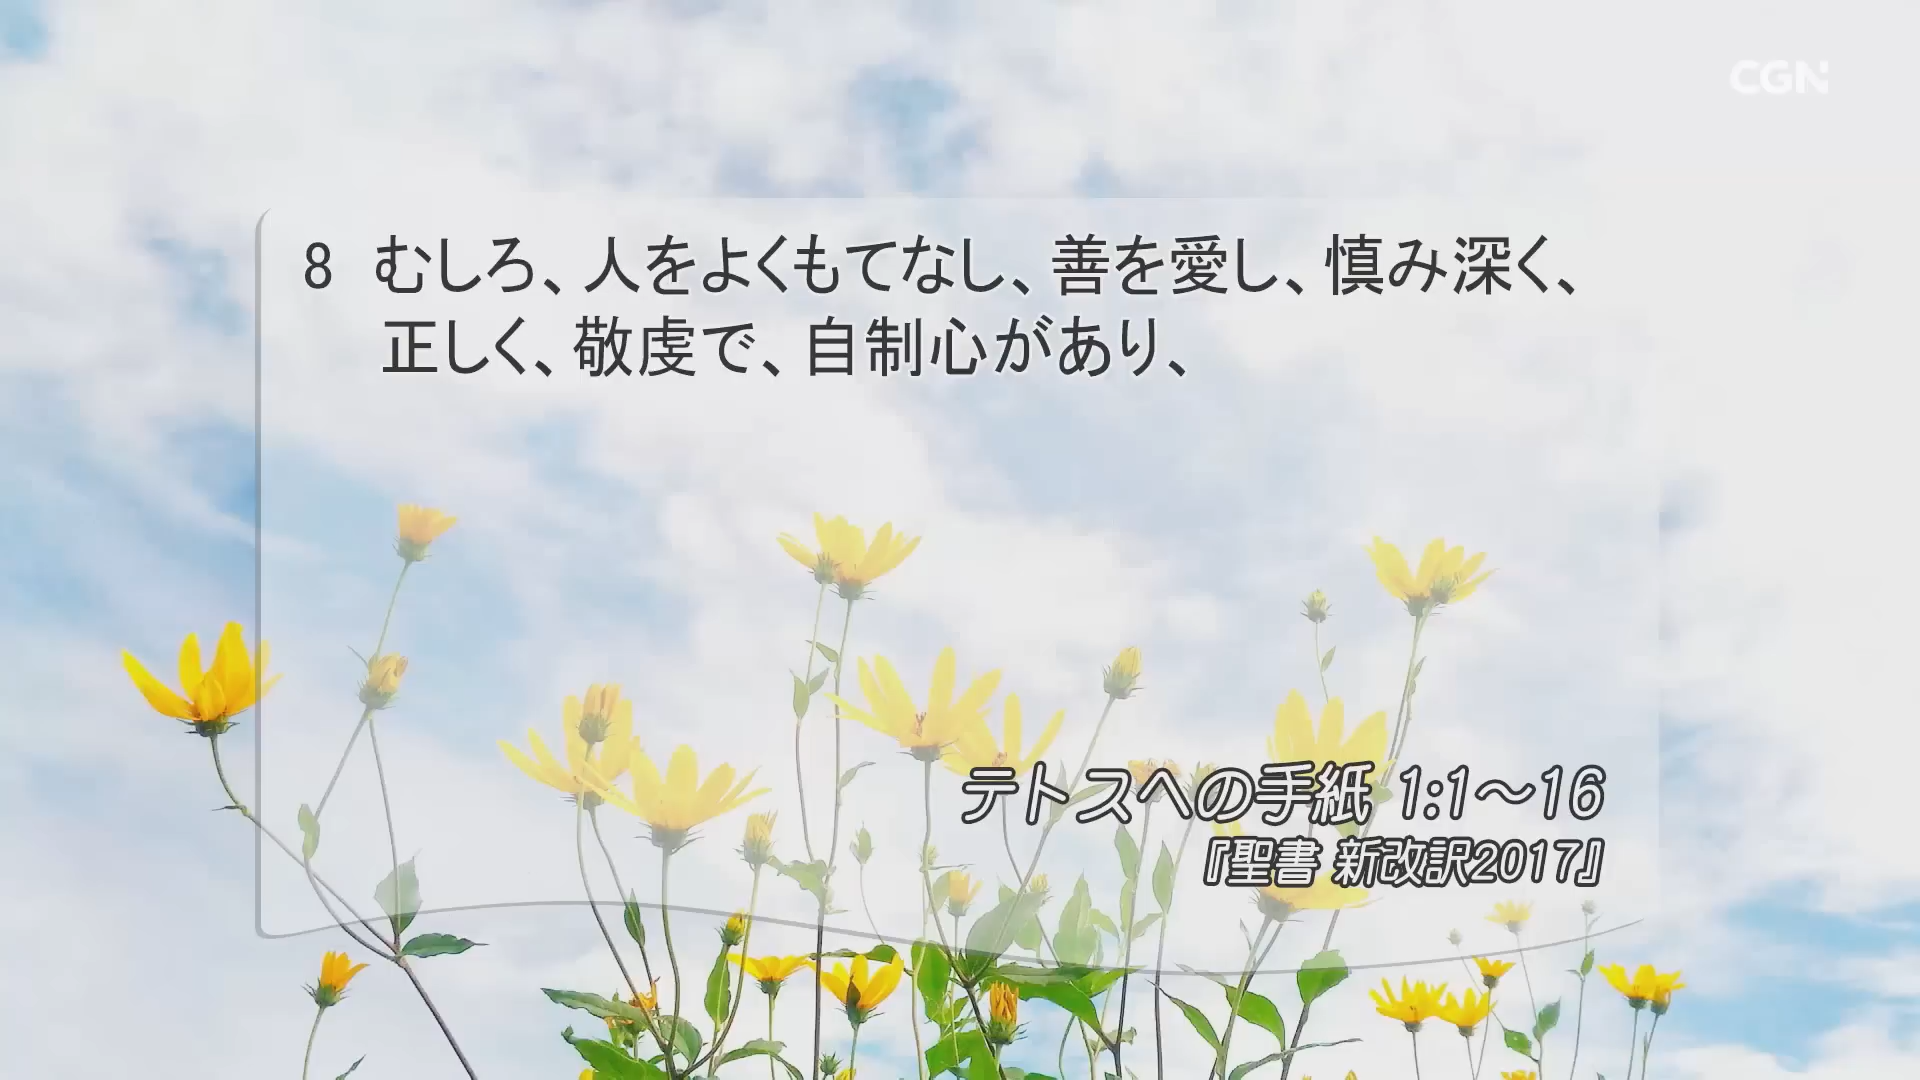 CGN
8 むしろ、人をよくもてなし、善を愛し、慎み深く、
正しく、敬虔で、自制心があり、
テトスへの手紙 1:1～16
『聖書 新改訳2017』